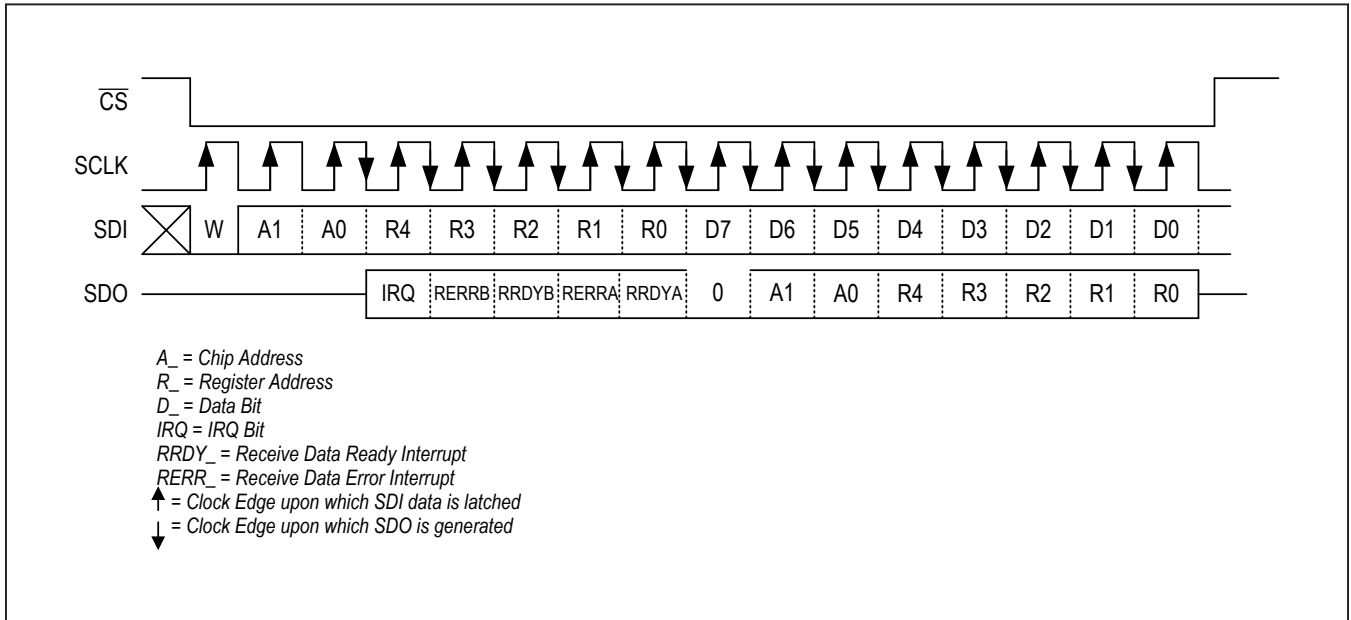 CS
SCLK
SDI W A1 A0 R4 R3 R2 R1 R0 D7 D6 D5 D4 D3 D2 D1 D0
SDO IRQ RERRB RRDYB RERRA RRDYA 0 A1 A0 R4 R3 R2 R1 R0
A_ = Chip Address
R_ = Register Address
D_ = Data Bit
IRQ = IRQ Bit
RRDY_ = Receive Data Ready Interrupt
RERR_ = Receive Data Error Interrupt
= Clock Edge upon which SDI data is latched
= Clock Edge upon which SDO is generated